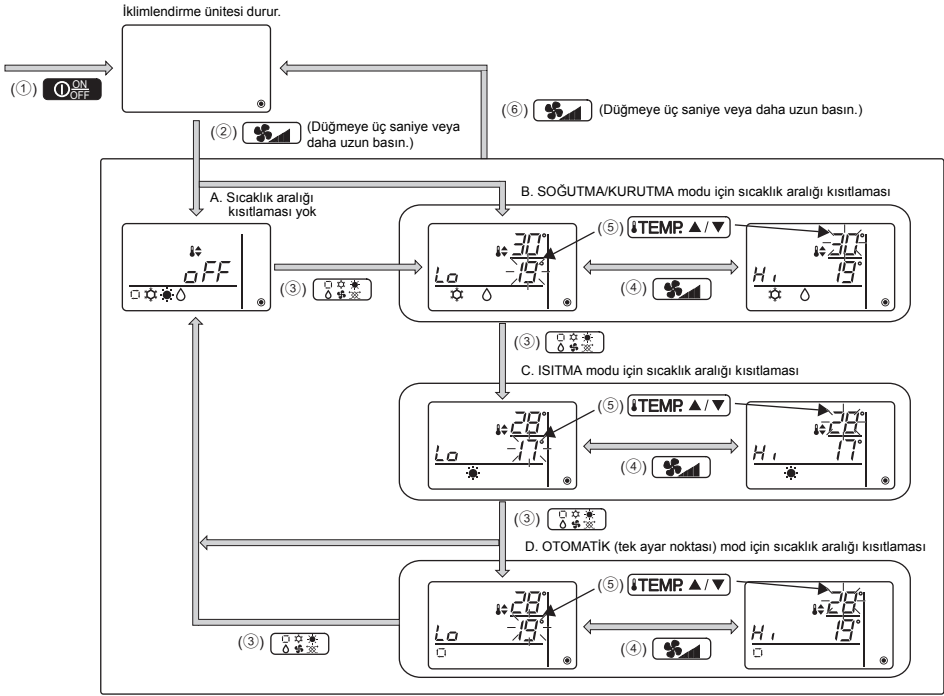 İklimlendirme ünitesi durur.
(①) ON
OFF
(②) (Düğmeye üç saniye veya
daha uzun basın.)
(⑥) (Düğmeye üç saniye veya daha uzun basın.)
A. Sıcaklık aralığı
kısıtlaması yok
oFF
(③)
B. SOĞUTMA/KURUTMA modu için sıcaklık aralığı kısıtlaması
30°
Lo 19°
(⑤) TEMP. ▲/▼
(④)
30°
Hi 19°
(③)
C. ISITMA modu için sıcaklık aralığı kısıtlaması
28°
Lo 17°
(⑤) TEMP. ▲/▼
(④)
28°
Hi 17°
(③)
D. OTOMATİK (tek ayar noktası) mod için sıcaklık aralığı kısıtlaması
28°
Lo 19°
(⑤) TEMP. ▲/▼
(④)
28°
Hi 19°
(③)